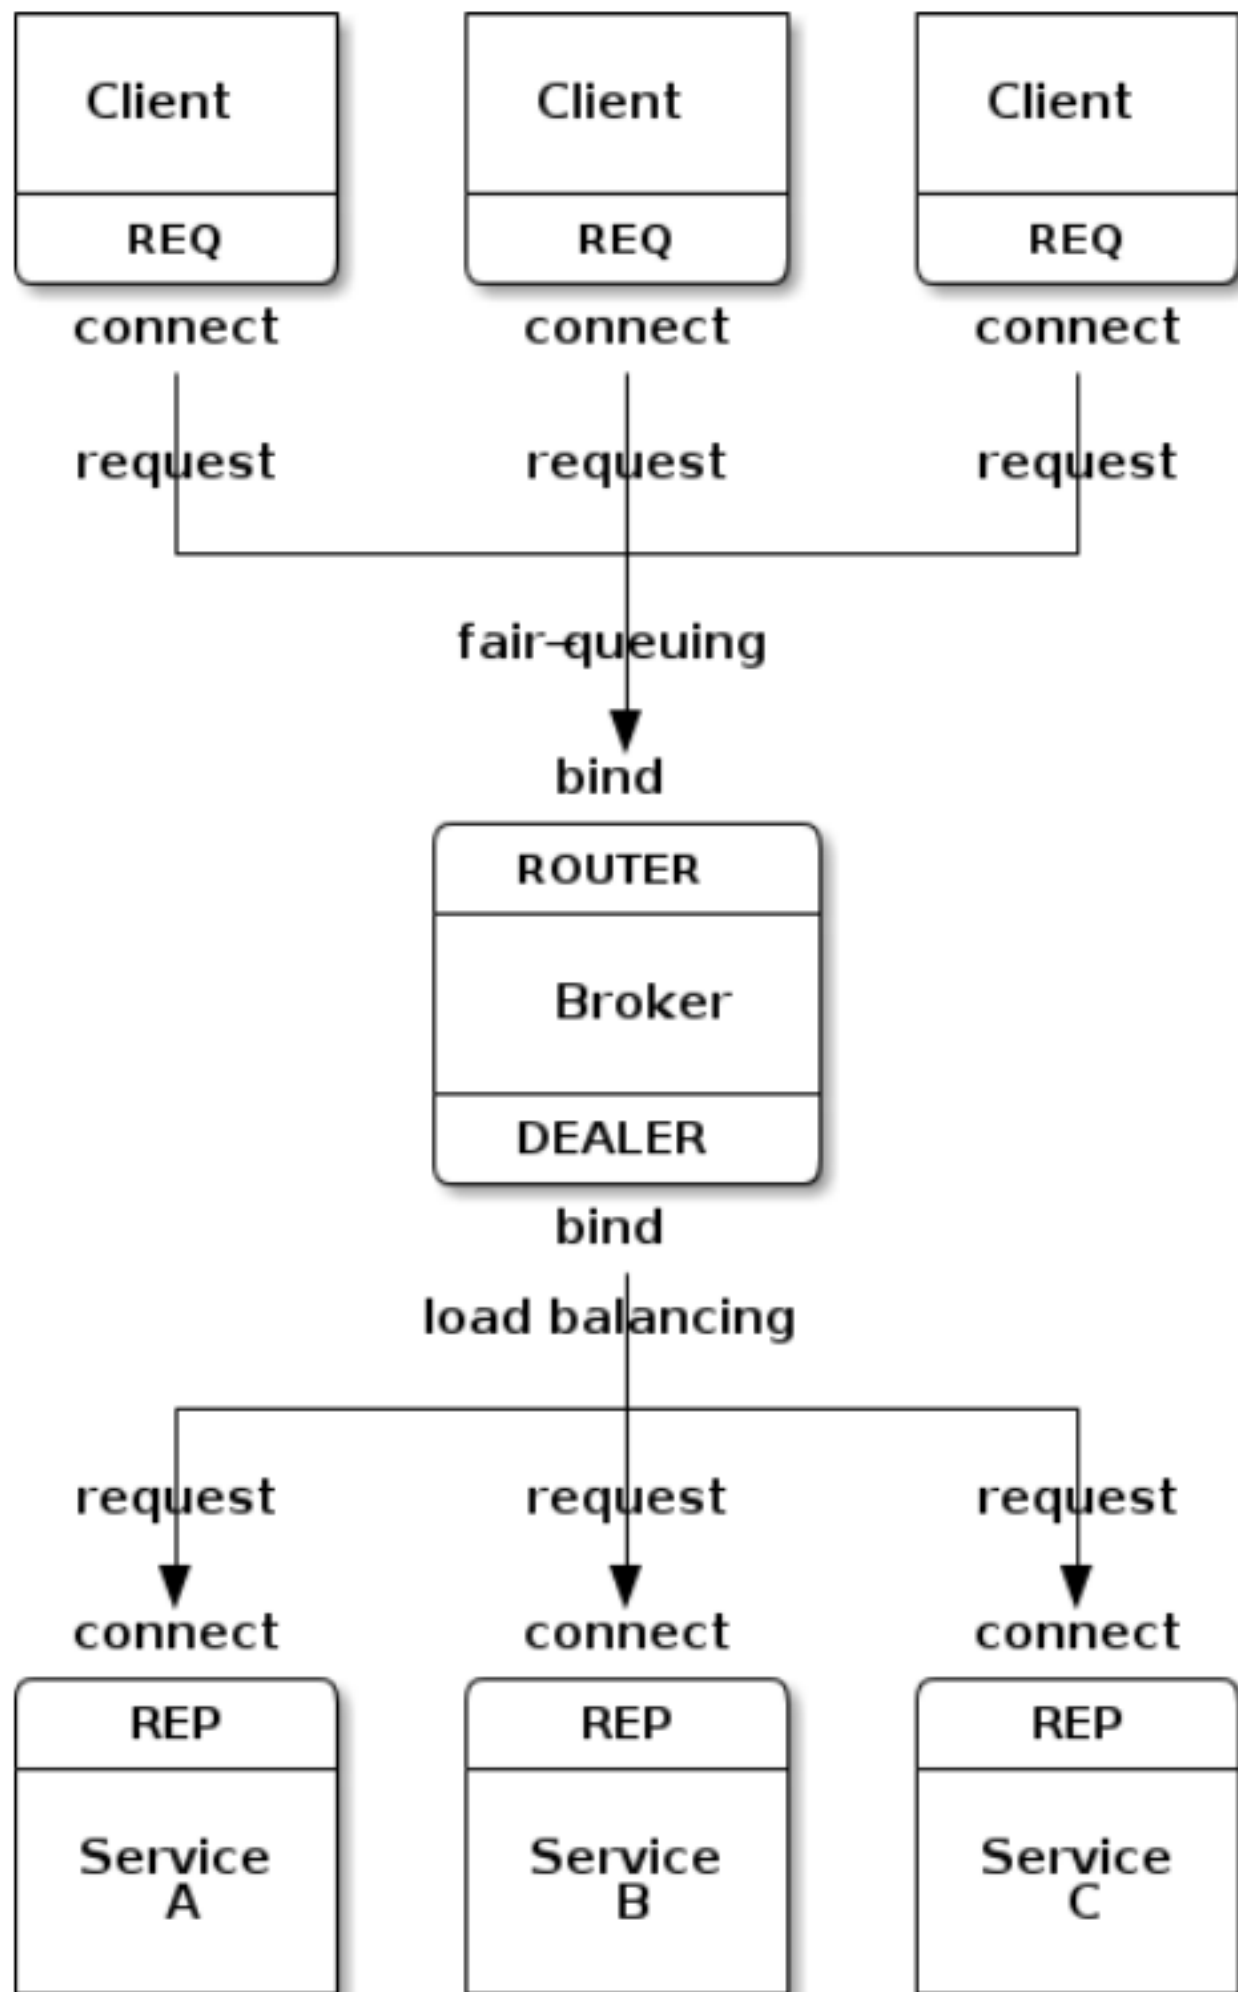 Client Client Client
REQ REQ REQ
connect connect connect
request request request
fair-queuing
bind
ROUTER
Broker
DEALER
bind
load balancing
request request request
connect connect connect
REP REP REP
Service Service Service
A B C